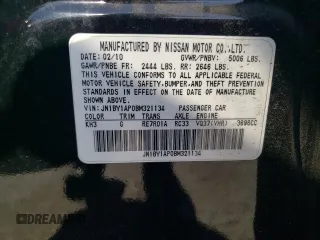 MANUFACTURED BY NISSAN MOTOR CO.,LTD.
DATE: 02/10 GVWR/PNBV: 5006 LBS.
GAWR/PNBE FR: 2444 LBS. RR: 2646 LBS.
THIS VEHICLE CONFORMS TO ALL APPLICABLE FEDERAL
MOTOR VEHICLE SAFETY, BUMPER, AND THEFT PREVENTION
STANDARDS IN EFFECT ON THE DATE OF MANUFACTURE
SHOWN ABOVE.
V.I.N.: JN1BY1AP0BM321134 PASSENGER CAR
COLOR TRIM TRANS AXLE ENGINE
KH3 G RE7R01A RC33 VQ37(VHR) 3696CC
JN1BY1AP0BM321134